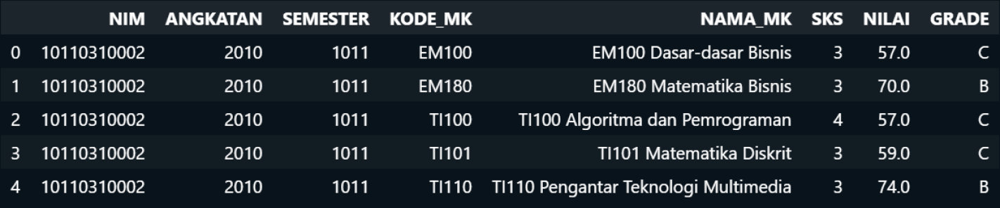 NIM ANGKATAN SEMESTER KODE_MK NAMA_MK SKS NILAI GRADE
0 10110310002 2010 1011 EM100 EM100 Dasar-dasar Bisnis 3 57.0 C
1 10110310002 2010 1011 EM180 EM180 Matematika Bisnis 3 70.0 B
2 10110310002 2010 1011 TI100 TI100 Algoritma dan Pemrograman 4 57.0 C
3 10110310002 2010 1011 TI101 TI101 Matematika Diskrit 3 59.0 C
4 10110310002 2010 1011 TI110 TI110 Pengantar Teknologi Multimedia 3 74.0 B